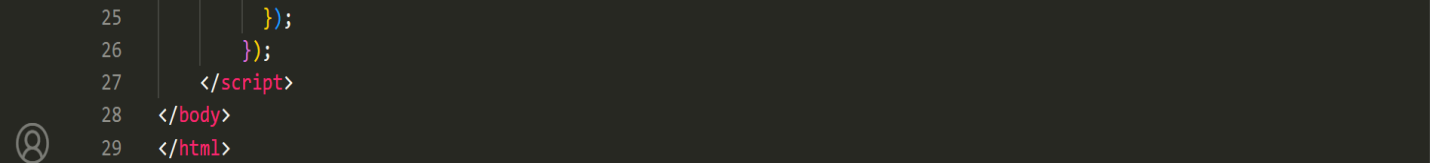 25 });
26 });
27 </script>
28 </body>
29 </html>